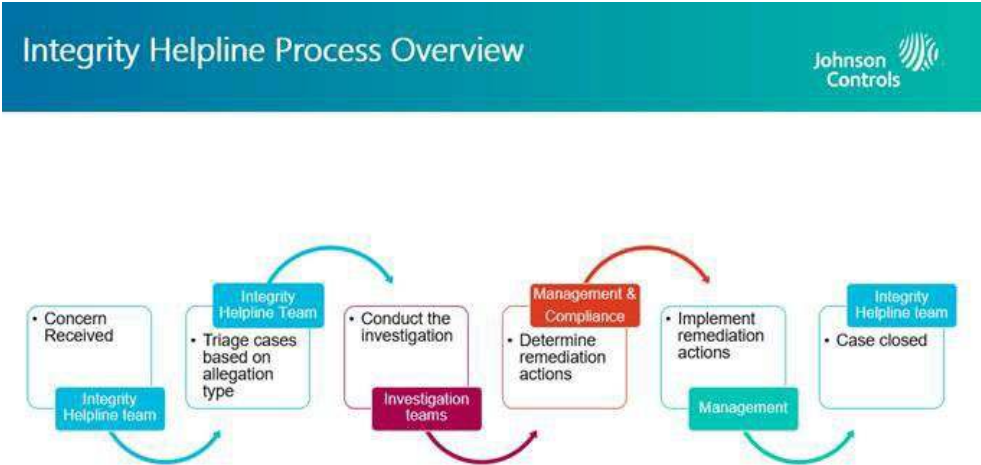 Integrity Helpline Process Overview
Johnson
Controls
• Concern
Received
Integrity
Helpline team
Integrity
Helpline Team
• Triage cases
based on
allegation
type
• Conduct the
investigation
Investigation
teams
Management &
Compliance
• Determine
remediation
actions
• Implement
remediation
actions
Management
Integrity
Helpline team
• Case closed